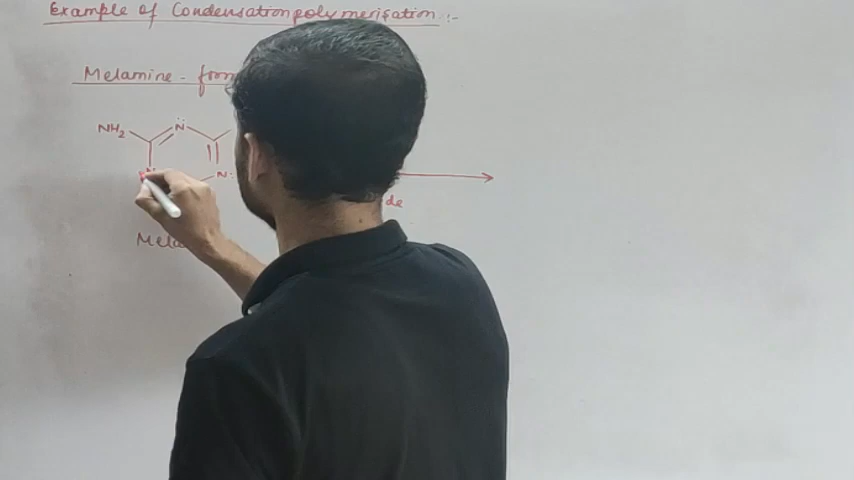 Example of Condensation polymerisation :-
Melamine - form
NH2 N
N N
de
Mela